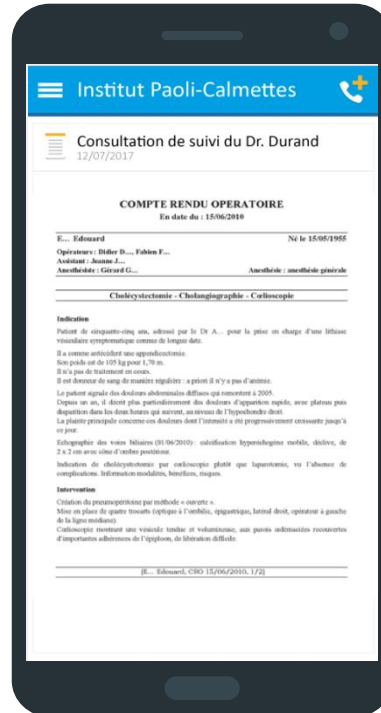 Institut Paoli-Calmettes
Consultation de suivi du Dr. Durand
12/07/2017
COMPTE RENDU OPERATOIRE
En date du : 15/06/2010
E... Edouard Né le 15/05/1955
Opérateurs : Didier D..., Fabien F...
Assistant : Jeanne J...
Anesthésiste : Gérard G... Anesthésie : anesthésie générale
Cholécystectomie - Cholangiographie - Cœlioscopie
Indication
Patient de cinquante-cinq ans, adressé par le Dr A... pour la prise en charge d'une lithiase
vésiculaire symptomatique connue de longue date.
Il a comme antécédent une appendicectomie.
Son poids est de 105 kg pour 1,70 m.
Il n'a pas de traitement en cours.
Il est donneur de sang de manière régulière : a priori il n'y a pas d'anémie.
Le patient signale des douleurs abdominales diffuses qui remontent à 2005.
Depuis un an, il décrit plus particulièrement des douleurs d'apparition rapide, avec plateau puis
disparition dans les deux heures qui suivent, au niveau de l'hypochondre droit.
La plainte principale concerne ces douleurs dont l'intensité a été progressivement croissante jusqu'à
ce jour.
Echographie des voies biliaires (01/06/2010) : calcification hyperéchogène mobile, déclive, de
2 x 2 cm avec cône d'ombre postérieur.
Indication de cholécystectomie par cœlioscopie plutôt que laparotomie, vu l'absence de
complications. Information modalités, bénéfices, risques.
Intervention
Création du pneumopéritoine par méthode « ouverte ».
Mise en place de quatre trocarts (optique à l'ombilic, épigastrique, latéral droit, opérateur à gauche
de la ligne médiane).
Cœlioscopie montrant une vésicule tendue et volumineuse, aux parois œdématiées recouvertes
d'importantes adhérences de l'épiploon, de libération difficile.
[E... Edouard, CRO 15/06/2010, 1/2]